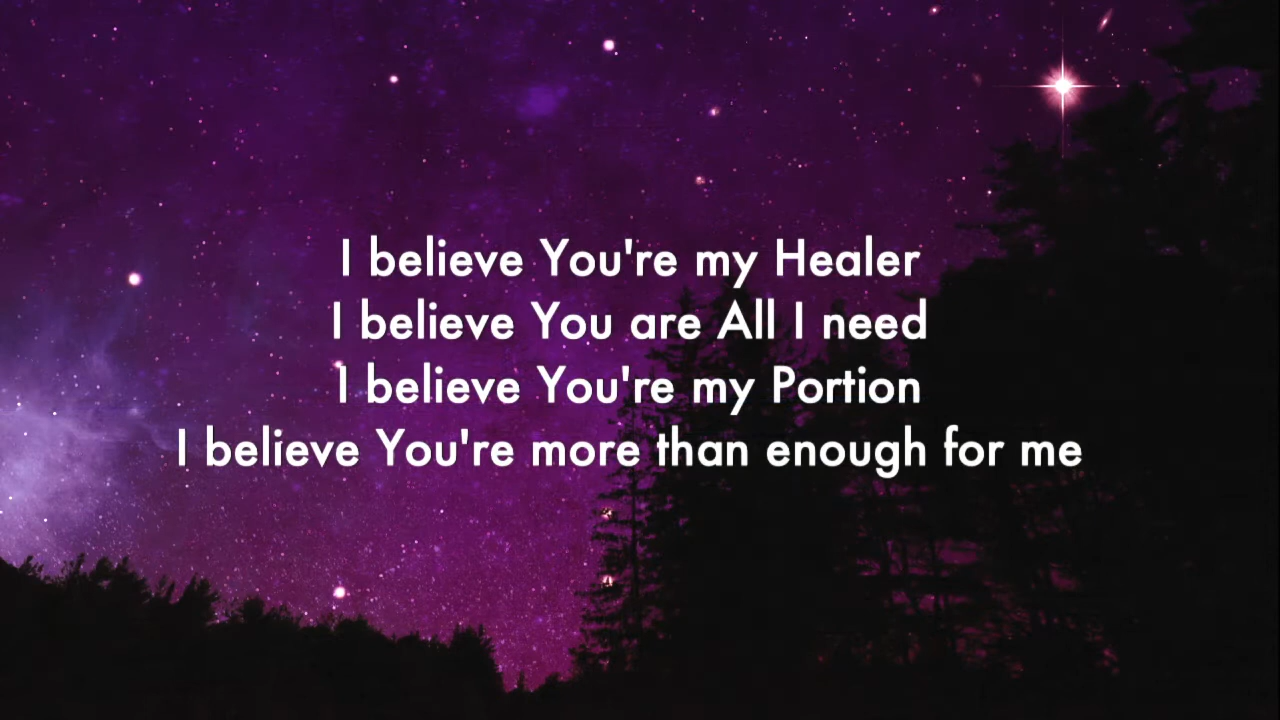 I believe You're my Healer
I believe You are All I need
I believe You're my Portion
I believe You're more than enough for me